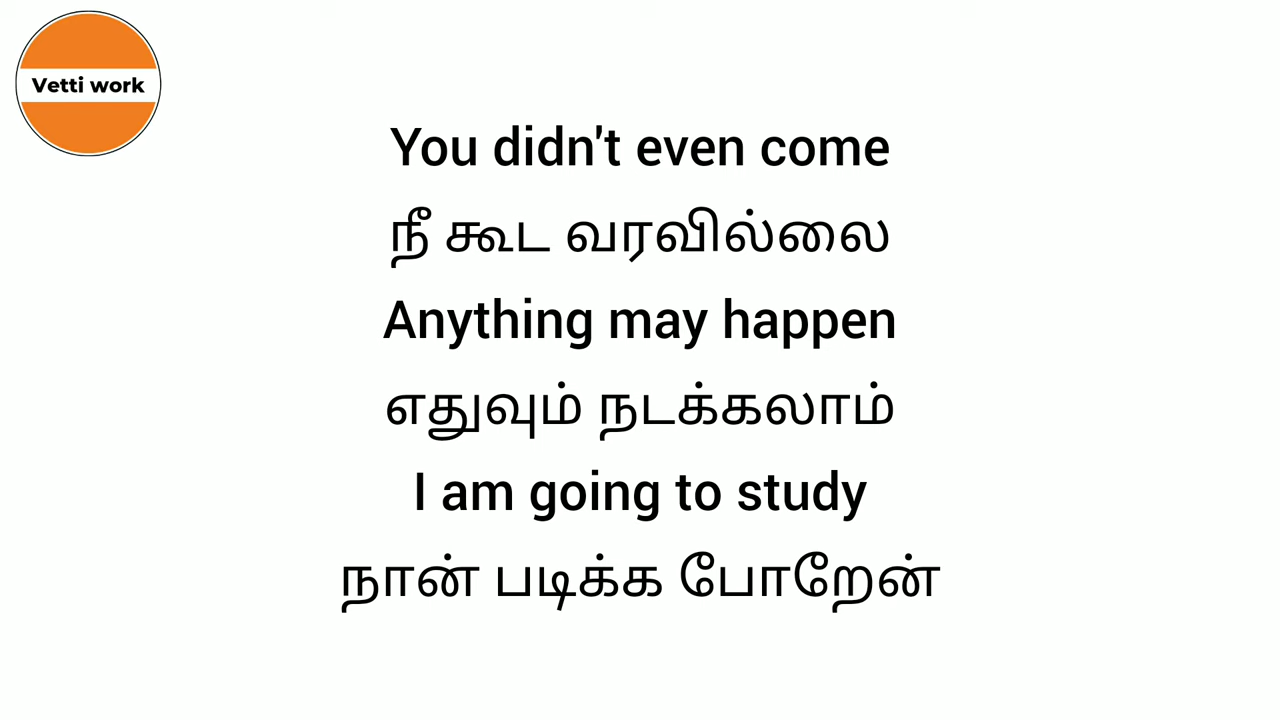 Vetti work
You didn't even come
நீ கூட வரவில்லை
Anything may happen
எதுவும் நடக்கலாம்
I am going to study
நான் படிக்க போறேன்